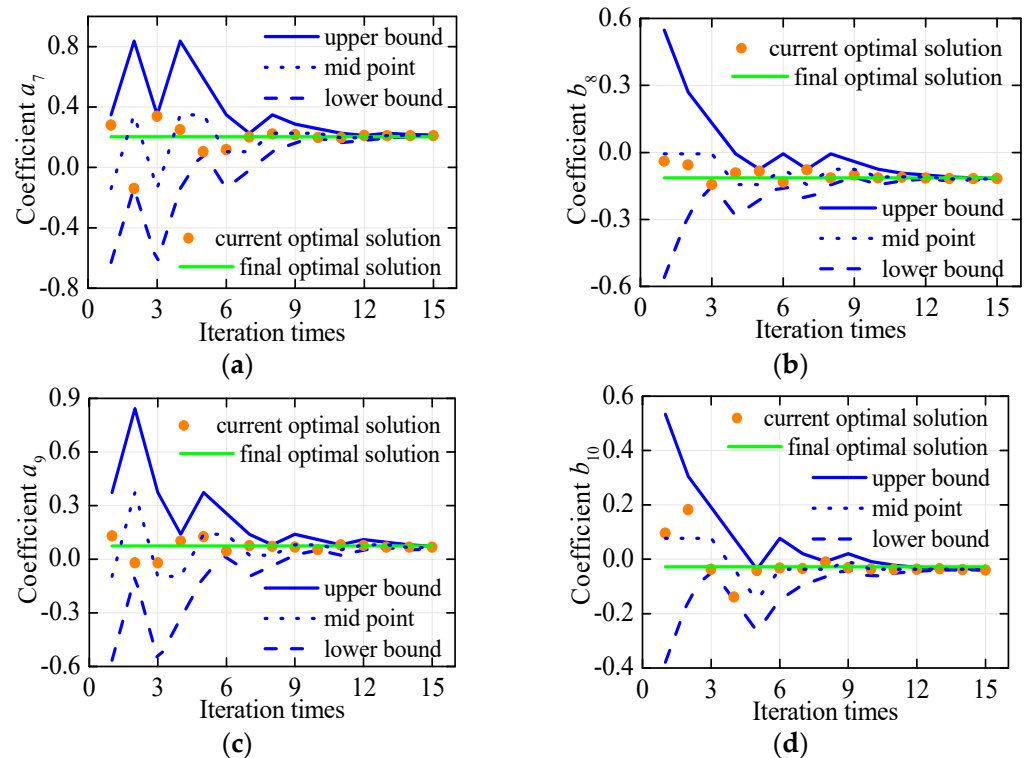 Coefficient a7
0.8
0.4
0.0
-0.4
-0.8
upper bound
mid point
lower bound
current optimal solution
final optimal solution
0 3 6 9 12 15
Iteration times
(a)
Coefficient b8
0.6
0.3
0.0
-0.3
-0.6
current optimal solution
final optimal solution
upper bound
mid point
lower bound
0 3 6 9 12 15
Iteration times
(b)
Coefficient a9
0.9
0.6
0.3
0.0
-0.3
-0.6
current optimal solution
final optimal solution
upper bound
mid point
lower bound
0 3 6 9 12 15
Iteration times
(c)
Coefficient b10
0.6
0.4
0.2
0.0
-0.2
-0.4
current optimal solution
final optimal solution
upper bound
mid point
lower bound
0 3 6 9 12 15
Iteration times
(d)